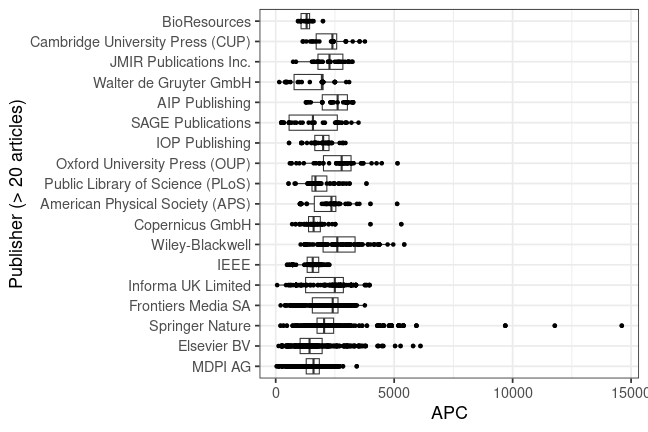 BioResources
Cambridge University Press (CUP)
JMIR Publications Inc.
Walter de Gruyter GmbH
AIP Publishing
SAGE Publications
IOP Publishing
Oxford University Press (OUP)
Public Library of Science (PLoS)
American Physical Society (APS)
Copernicus GmbH
Wiley-Blackwell
IEEE
Informa UK Limited
Frontiers Media SA
Springer Nature
Elsevier BV
MDPI AG
Publisher (> 20 articles)
0 5000 10000 15000
APC